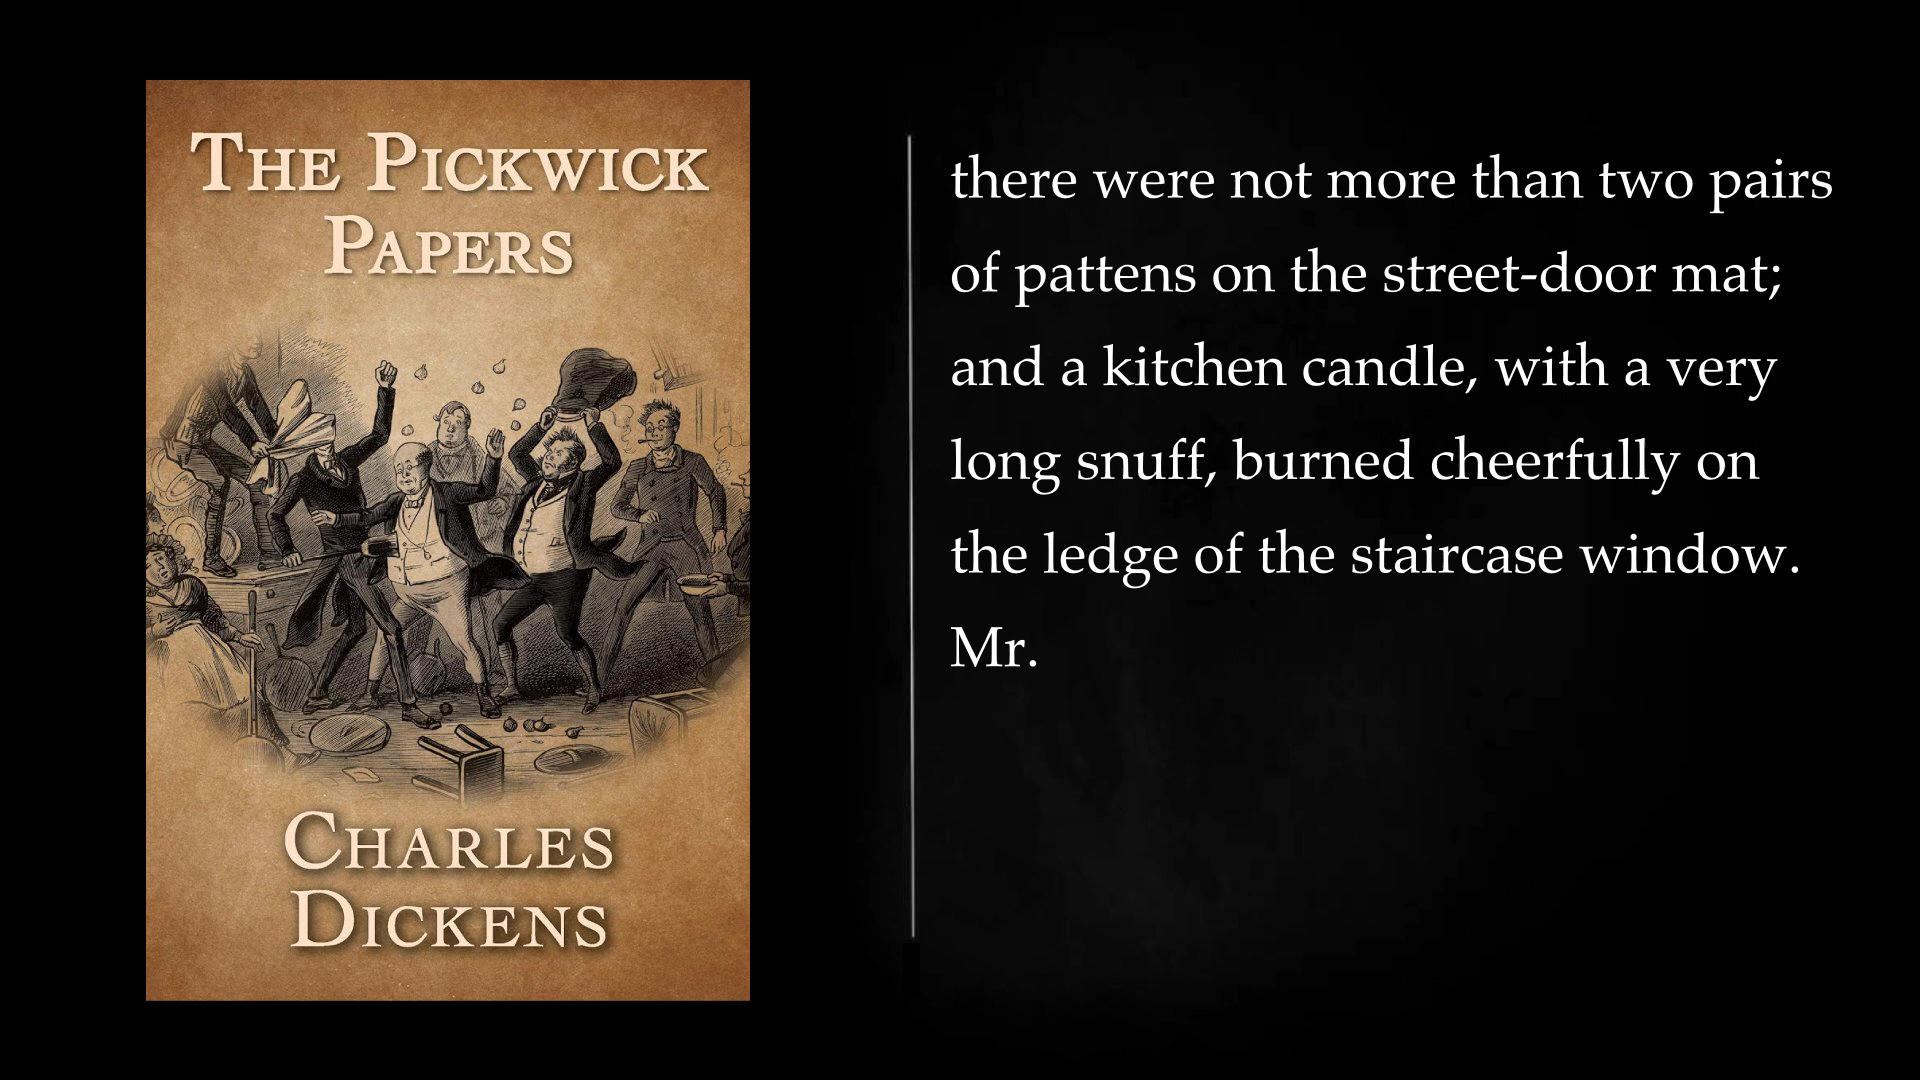 THE PICKWICK
PAPERS
CHARLES
DICKENS
there were not more than two pairs
of pattens on the street-door mat;
and a kitchen candle, with a very
long snuff, burned cheerfully on
the ledge of the staircase window.
Mr.